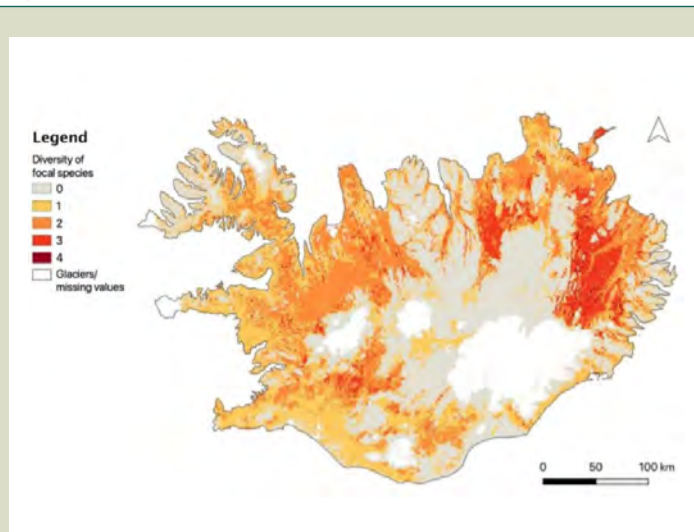 Legend
Diversity of
focal species
0
1
2
3
4
Glaciers/
missing values
0 50 100 km